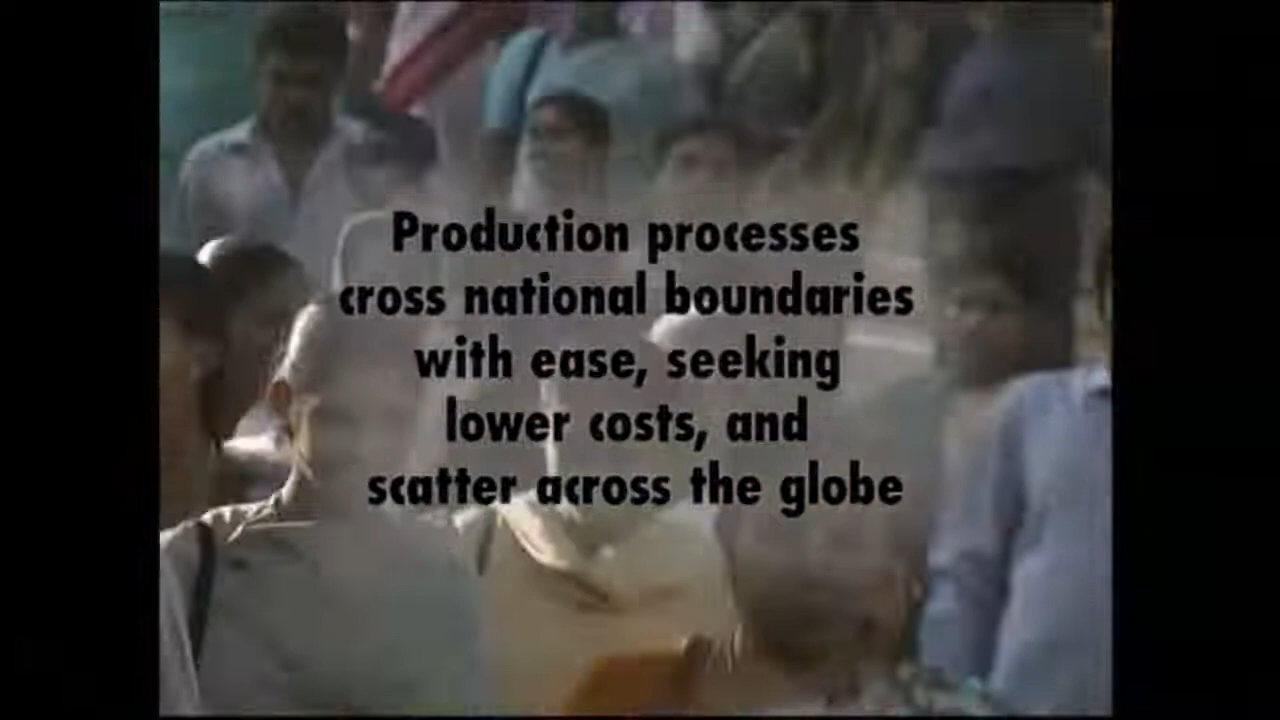 Production processes
cross national boundaries
with ease, seeking
lower costs, and
scatter across the globe